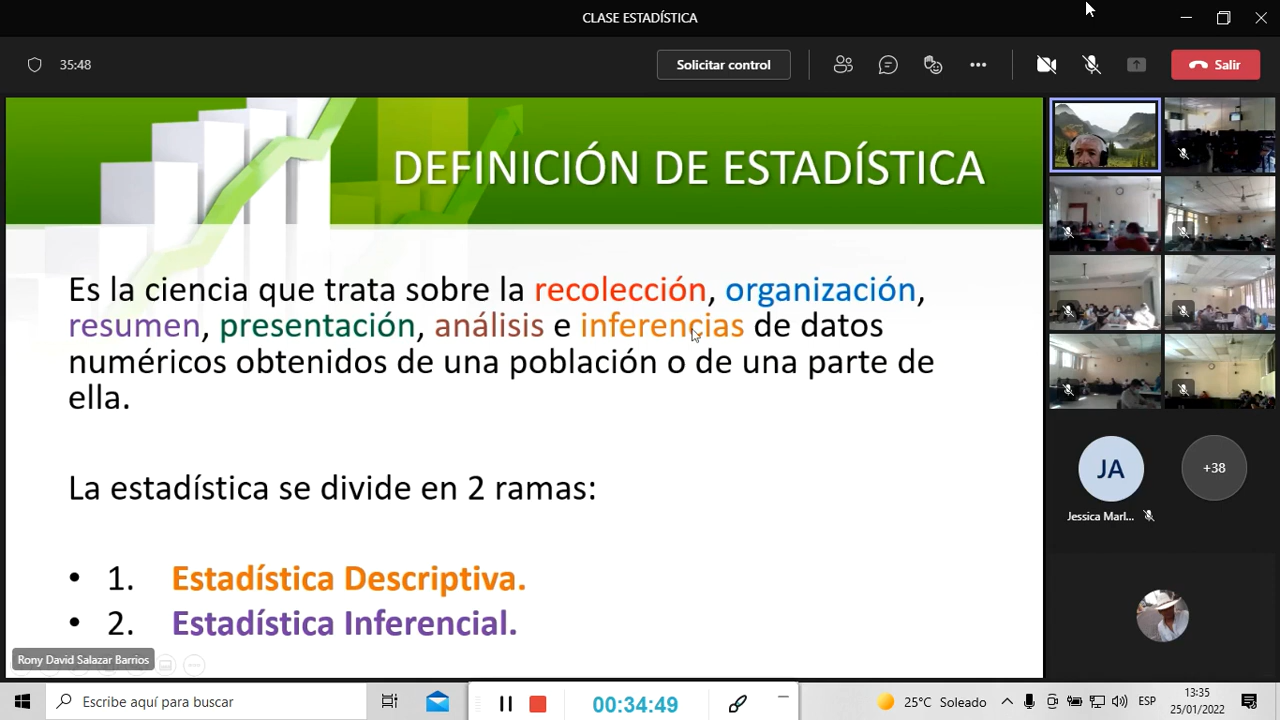 CLASE ESTADÍSTICA
35:48
Solicitar control
Salir
DEFINICIÓN DE ESTADÍSTICA
Es la ciencia que trata sobre la recolección, organización,
resumen, presentación, análisis e inferencias de datos
numéricos obtenidos de una población o de una parte de
ella.
La estadística se divide en 2 ramas:
• 1. Estadística Descriptiva.
• 2. Estadística Inferencial.
Rony David Salazar Barrios
JA
+38
Jessica Marl...
Escribe aquí para buscar
00:34:49
25°C Soleado
ESP
13:35
25/01/2022